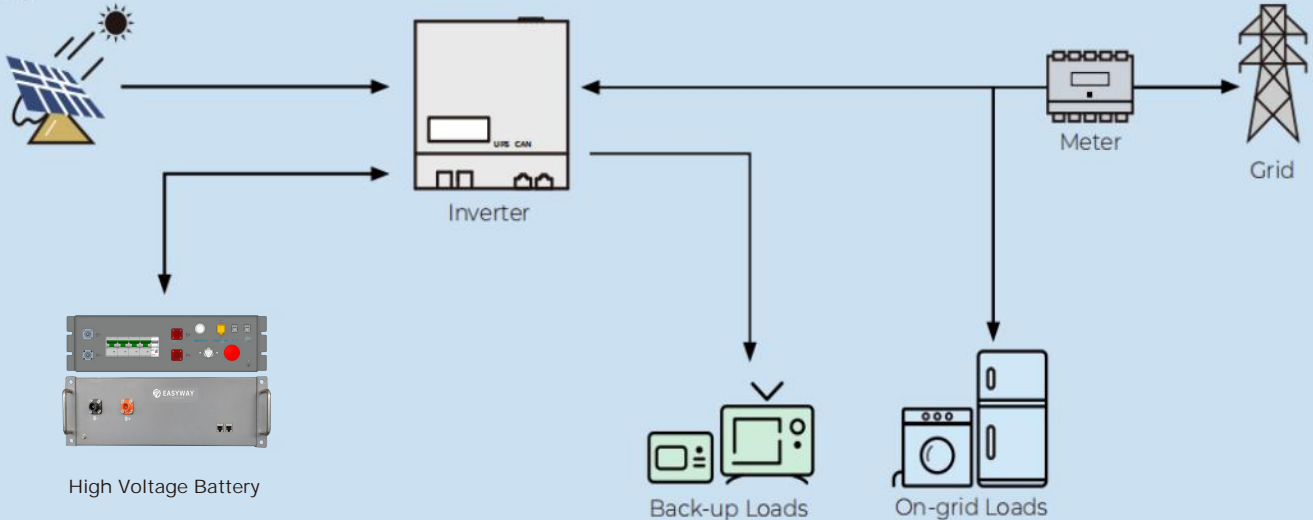 UPS CAN
Inverter
Meter
Grid
EASYWAY
High Voltage Battery
Back-up Loads
On-grid Loads